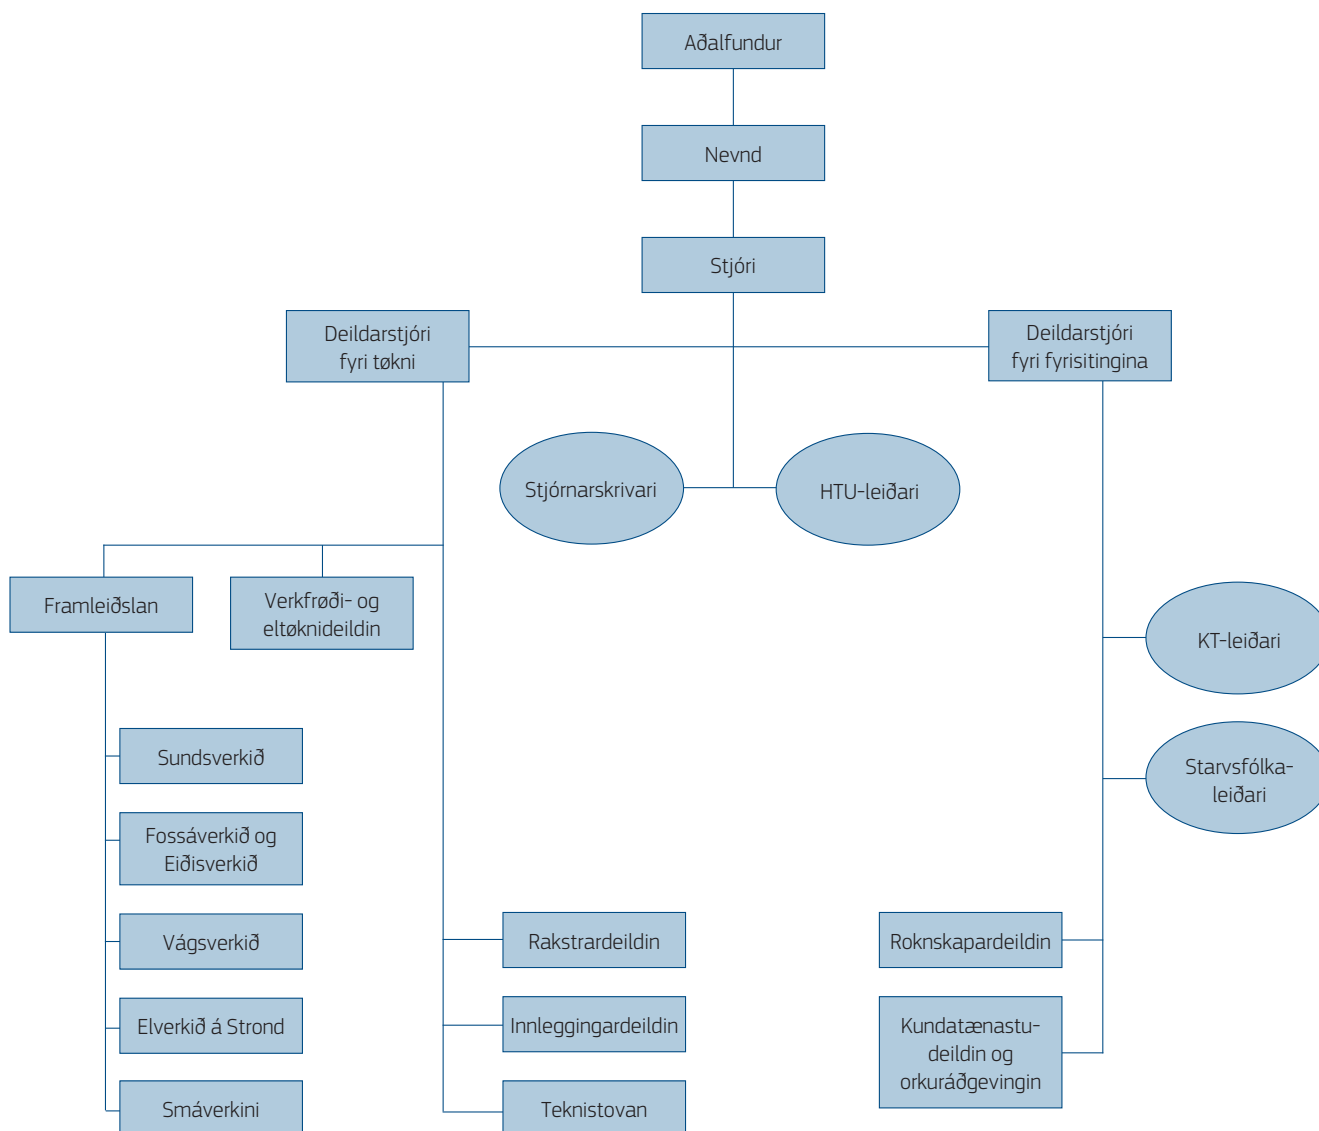 Aðalfundur
Nevnd
Stjóri
Deildarstjóri
fyri tøkni
Deildarstjóri
fyri fyrisitingina
Stjórnarskrivari
HTU-leiðari
Framleiðslan
Verkfrøði- og
eltøknideildin
KT-leiðari
Starvsfólka-
leiðari
Sundsverkið
Fossáverkið og
Eiðisverkið
Vágsverkið
Elverkið á Strond
Smáverkini
Rakstrardeildin
Innleggingardeildin
Teknistovan
Roknskapardeildin
Kundatænastu-
deildin og
orkuráðgevingin